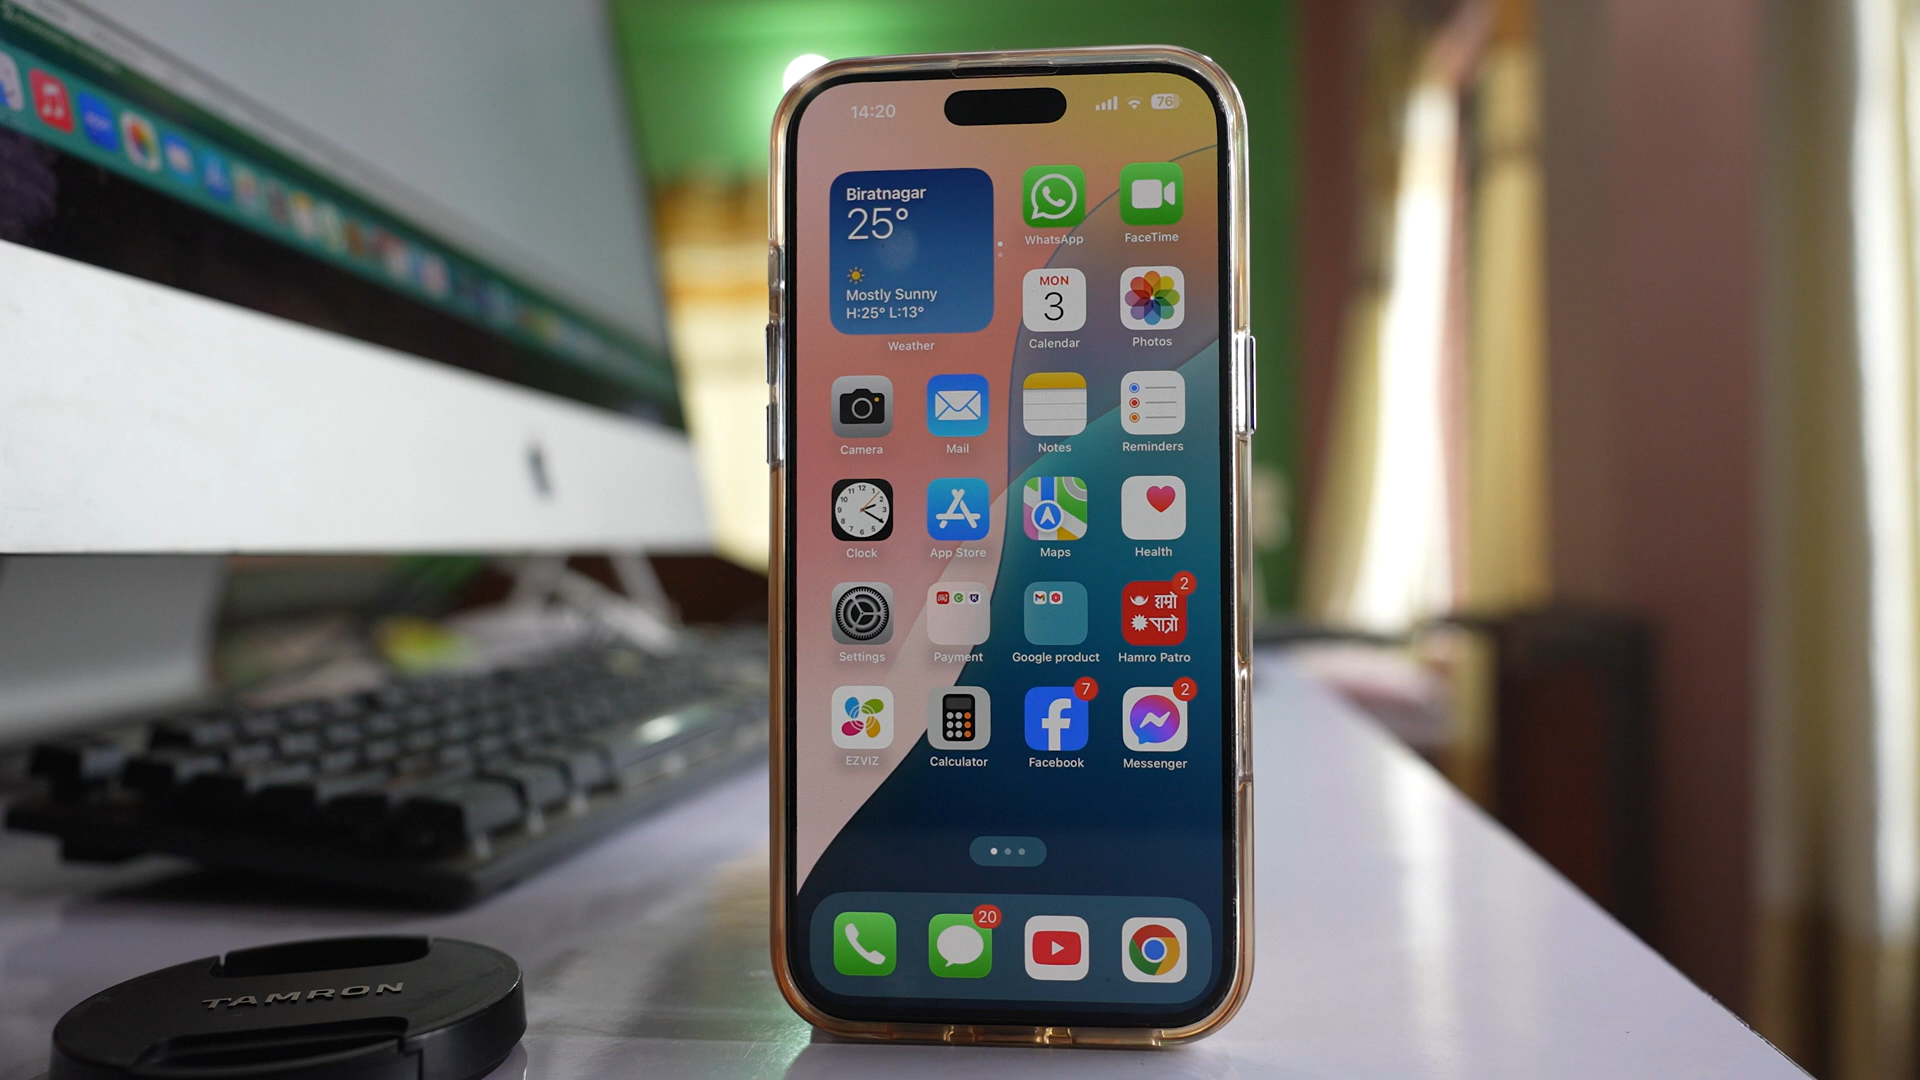 14:20
76
Biratnagar
25°
Mostly Sunny
H:25° L:13°
Weather
WhatsApp
FaceTime
MON
3
Calendar
Photos
Camera
Mail
Notes
Reminders
Clock
App Store
Maps
Health
Settings
Payment
Google product
2
हाम्रो
पात्रो
Hamro Patro
EZVIZ
Calculator
7
Facebook
2
Messenger
20
TAMRON